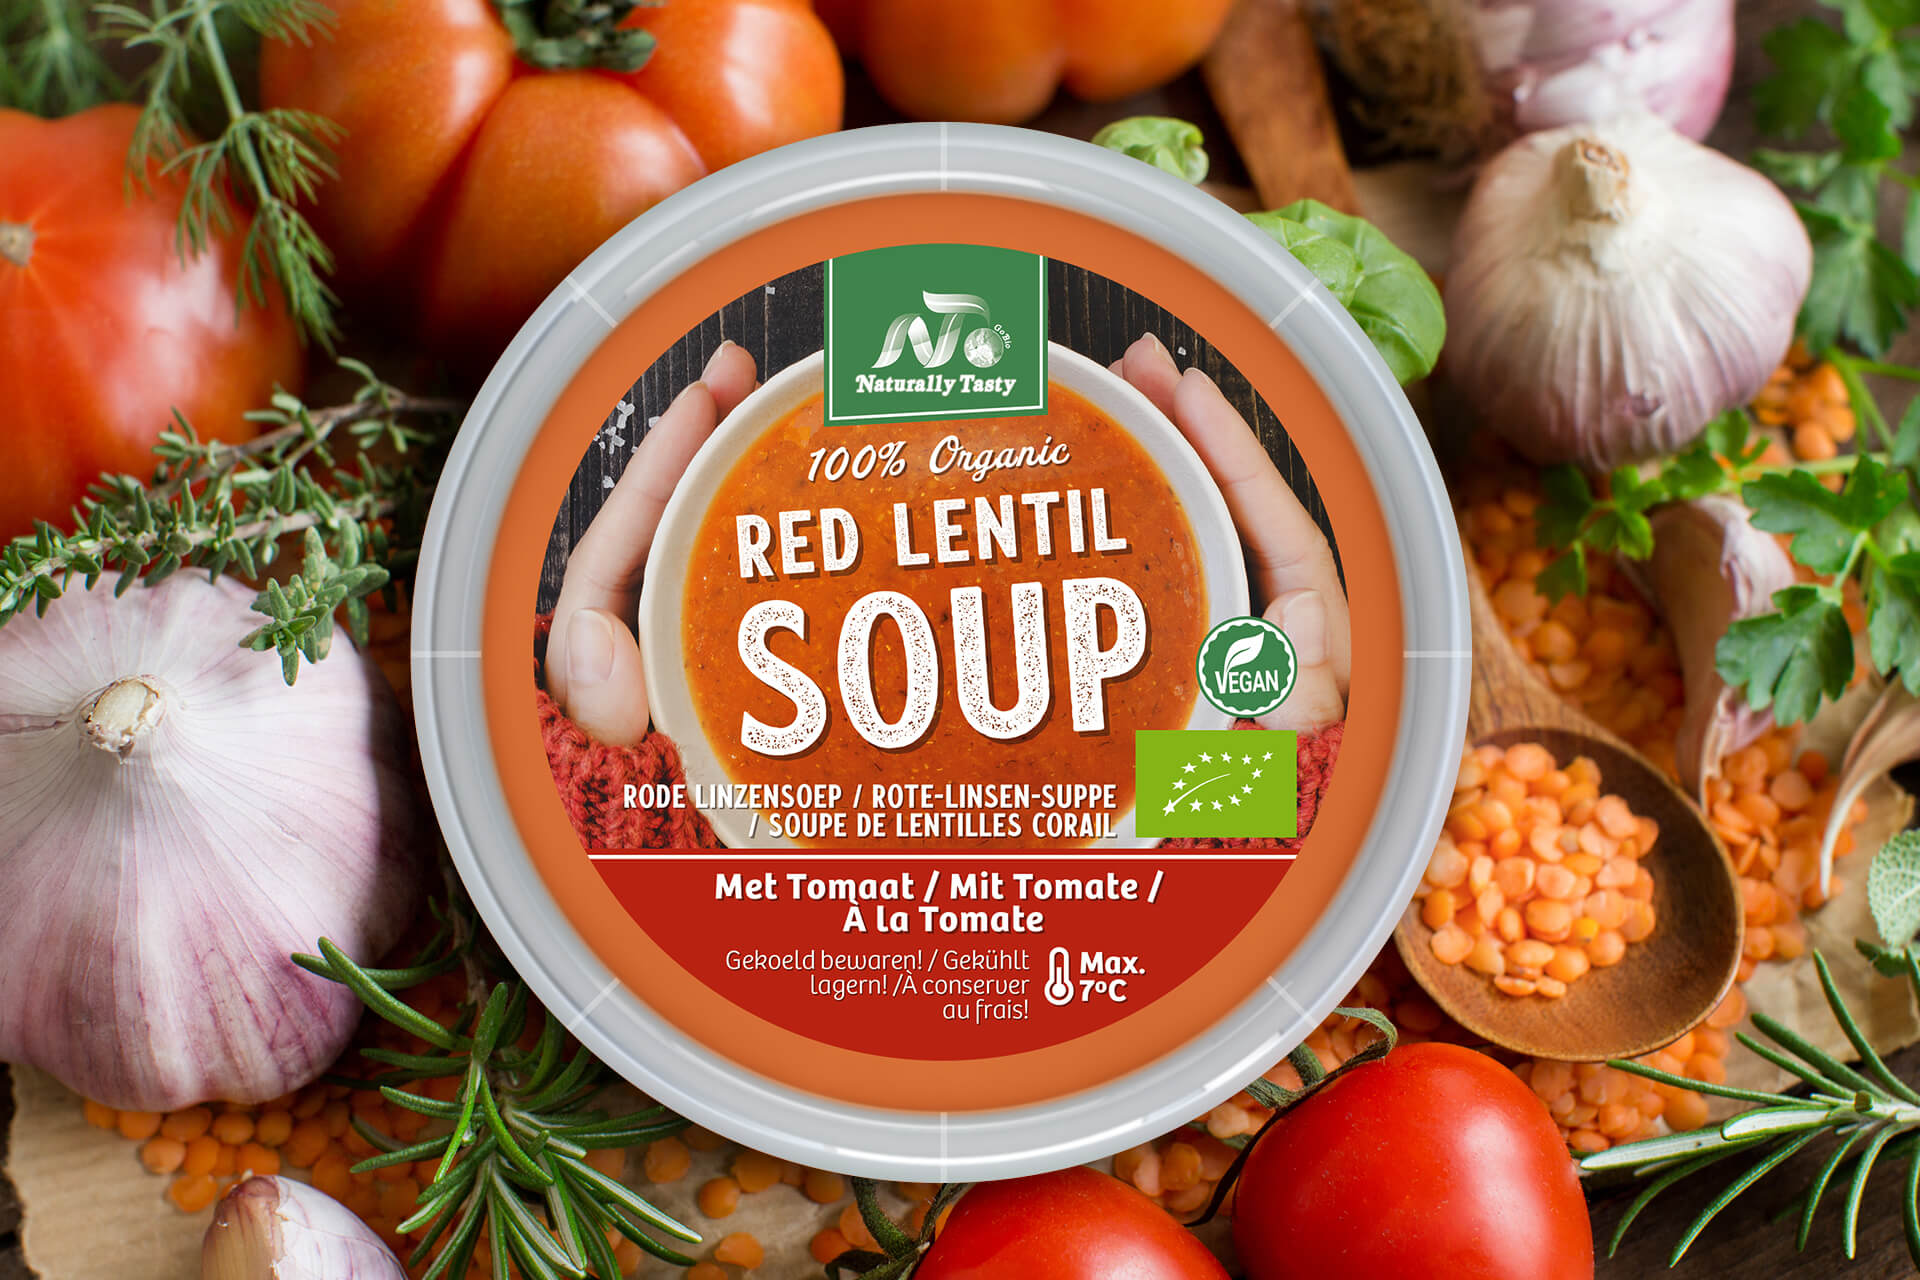 GoBio
Naturally Tasty
100% Organic
RED LENTIL
SOUP
VEGAN
RODE LINZENSOEP / ROTE-LINSEN-SUPPE
/ SOUPE DE LENTILLES CORAIL
Met Tomaat / Mit Tomate /
À la Tomate
Gekoeld bewaren! / Gekühlt
lagern! /À conserver
au frais!
Max.
7ºC